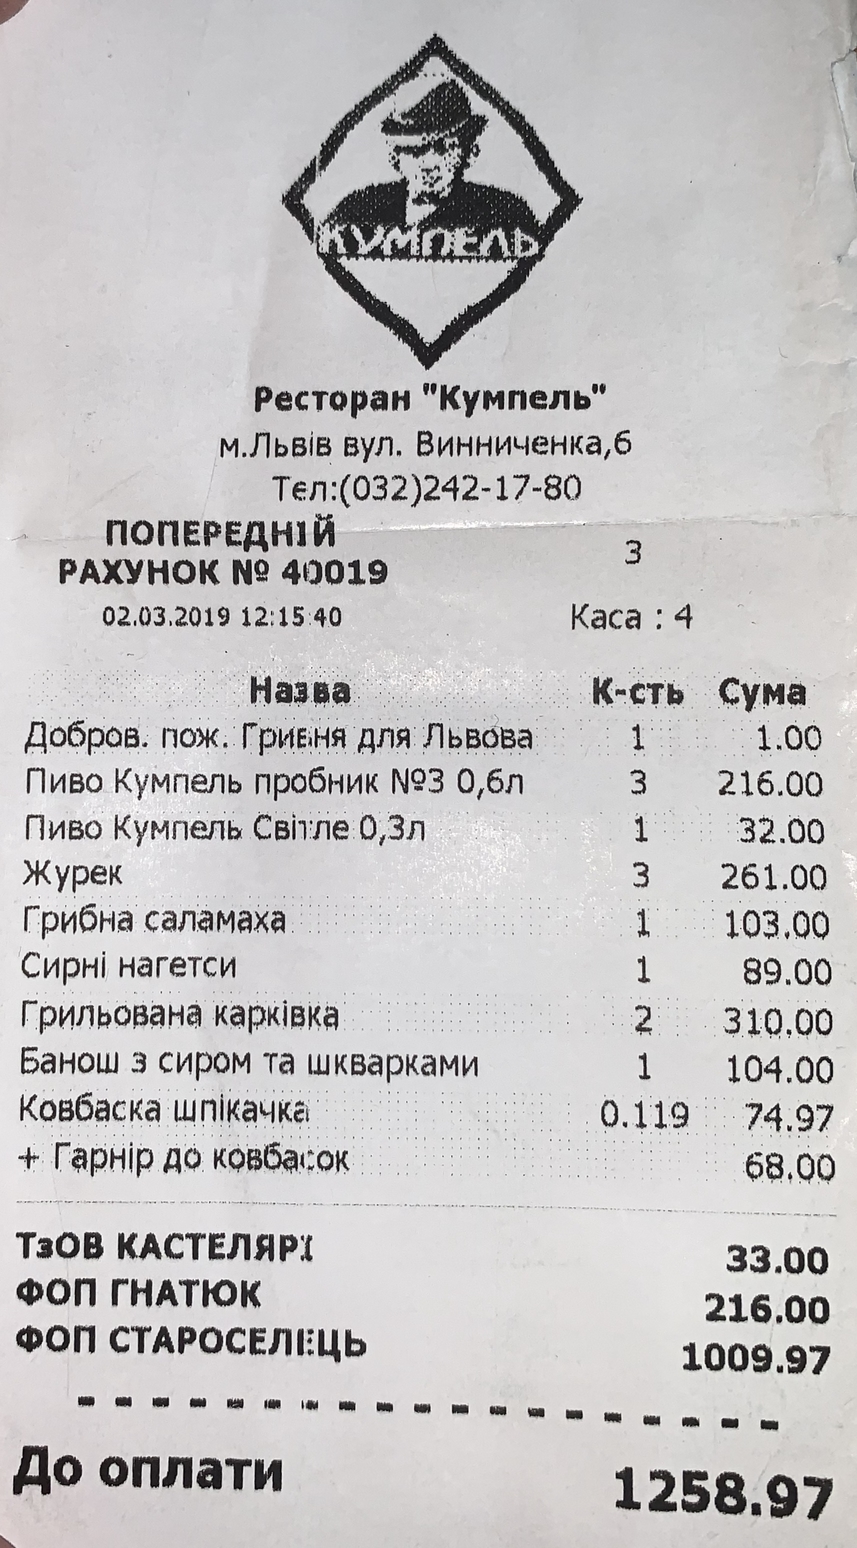 КУМПЕЛЬ
Ресторан "Кумпель"
м.Львів вул. Винниченка,6
Тел:(032)242-17-80
ПОПЕРЕДНІЙ
РАХУНОК № 40019 3
02.03.2019 12:15:40 Каса : 4
Назва К-сть Сума
Добров. пож. Гривня для Львова 1 1.00
Пиво Кумпель пробник №3 0,6л 3 216.00
Пиво Кумпель Світле 0,3л 1 32.00
Журек 3 261.00
Грибна саламаха 1 103.00
Сирні нагетси 1 89.00
Грильована карківка 2 310.00
Банош з сиром та шкварками 1 104.00
Ковбаска шпікачка 0.119 74.97
+ Гарнір до ковбасок 68.00
ТзОВ КАСТЕЛЯРІ 33.00
ФОП ГНАТЮК 216.00
ФОП СТАРОСЕЛЕЦЬ 1009.97
До оплати 1258.97